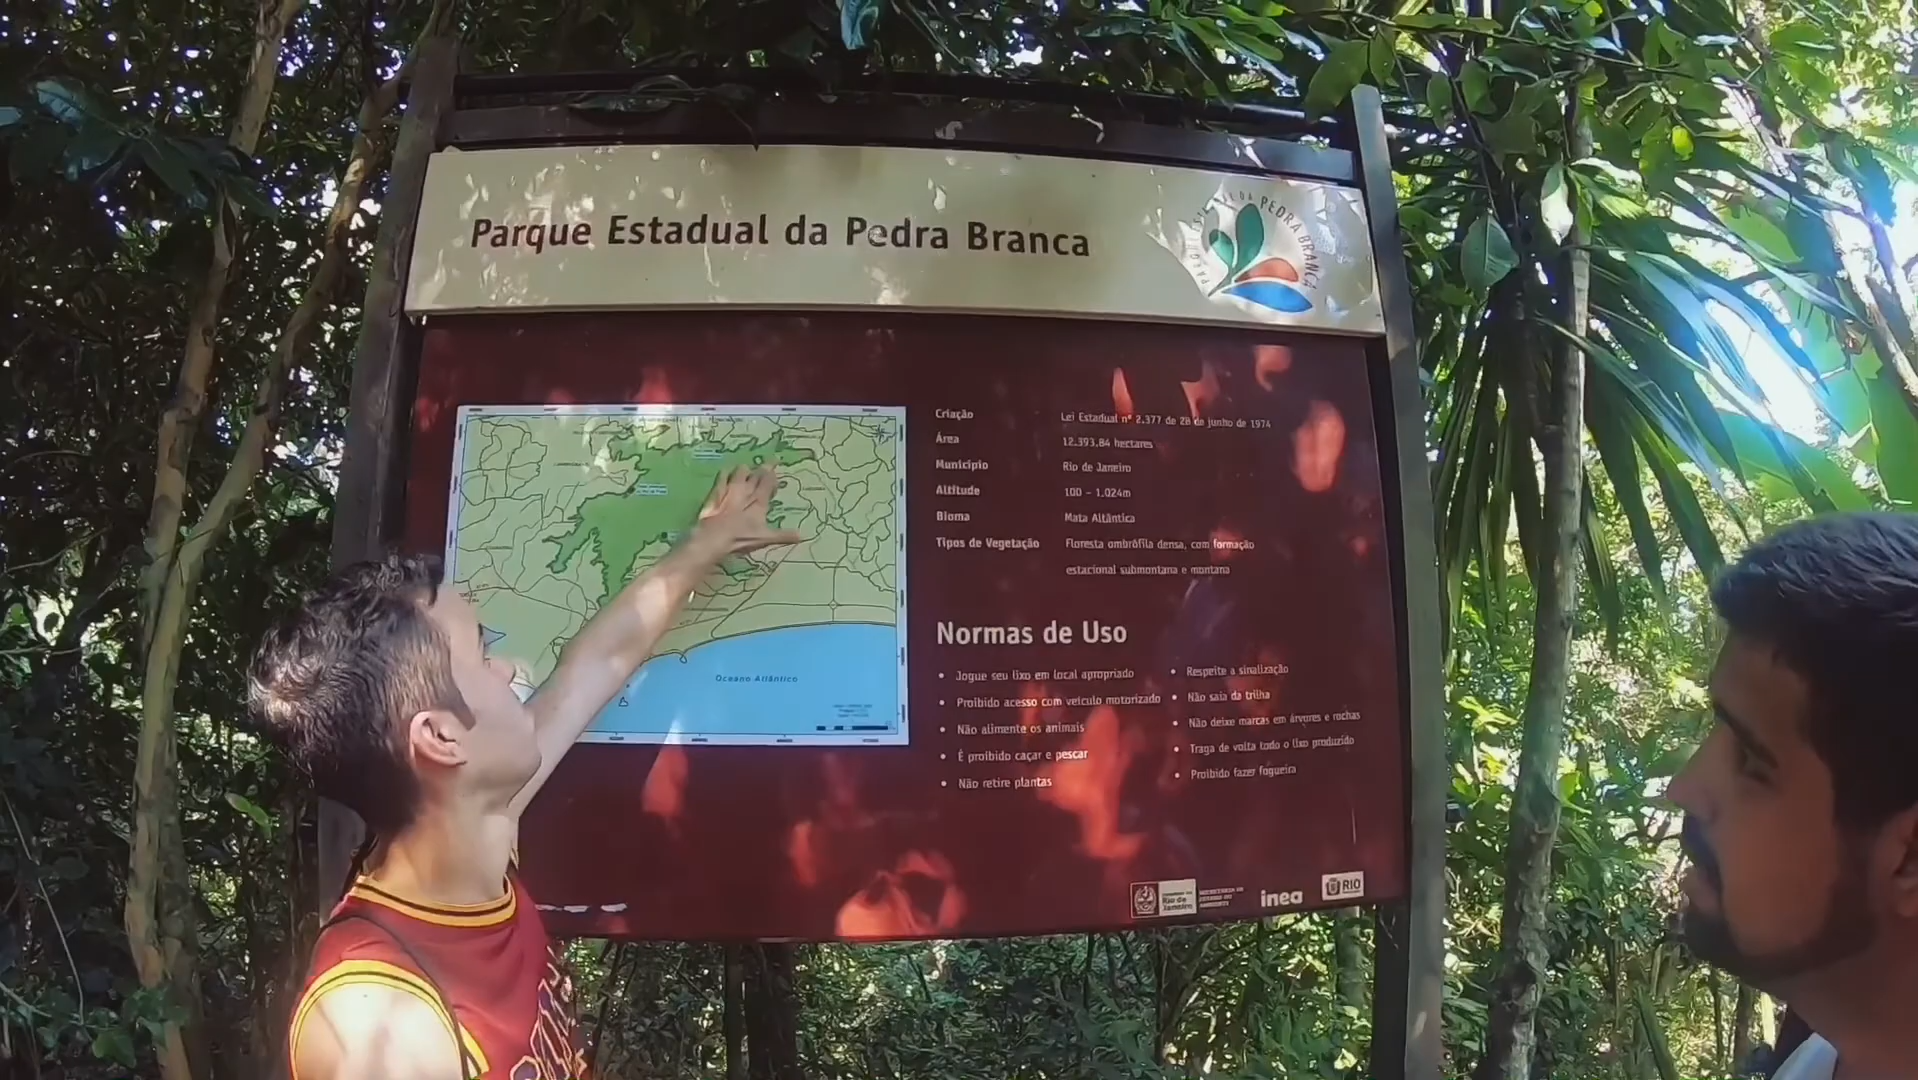 Parque Estadual da Pedra Branca
PEDRA BRANCA
Criação Lei Estadual nº 2.377 de 28 de junho de 1974
Área 12.393,84 hectares
Município Rio de Janeiro
Altitude 100 - 1.024m
Bioma Mata Atlântica
Tipos de Vegetação Floresta ombrófila densa, com formação
estacional submontana e montana
Oceano Atlântico
Normas de Uso
• Jogue seu lixo em local apropriado
• Proibido acesso com veículo motorizado
• Não alimente os animais
• É proibido caçar e pescar
• Não retire plantas
• Respeite a sinalização
• Não saia da trilha
• Não deixe marcas em árvores e rochas
• Traga de volta todo o lixo produzido
• Proibido fazer fogueira
Rio de
Janeiro
inea
RIO